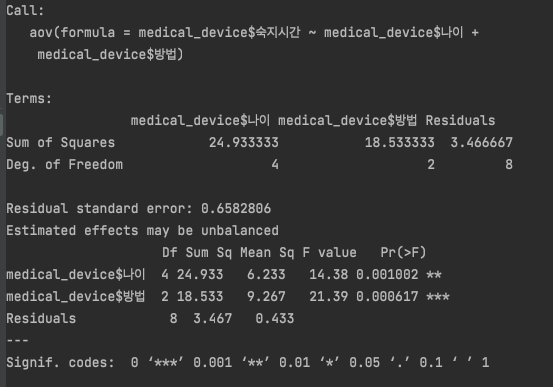 Call:
   aov(formula = medical_device$숙지시간 ~ medical_device$나이 +
    medical_device$방법)
Terms:
                medical_device$나이 medical_device$방법 Residuals
Sum of Squares            24.933333           18.533333  3.466667
Deg. of Freedom                   4                   2         8
Residual standard error: 0.6582806
Estimated effects may be unbalanced
                    Df Sum Sq Mean Sq F value   Pr(>F)
medical_device$나이  4 24.933   6.233   14.38 0.001002 **
medical_device$방법  2 18.533   9.267   21.39 0.000617 ***
Residuals            8  3.467   0.433
---
Signif. codes:  0 ‘***’ 0.001 ‘**’ 0.01 ‘*’ 0.05 ‘.’ 0.1 ‘ ’ 1